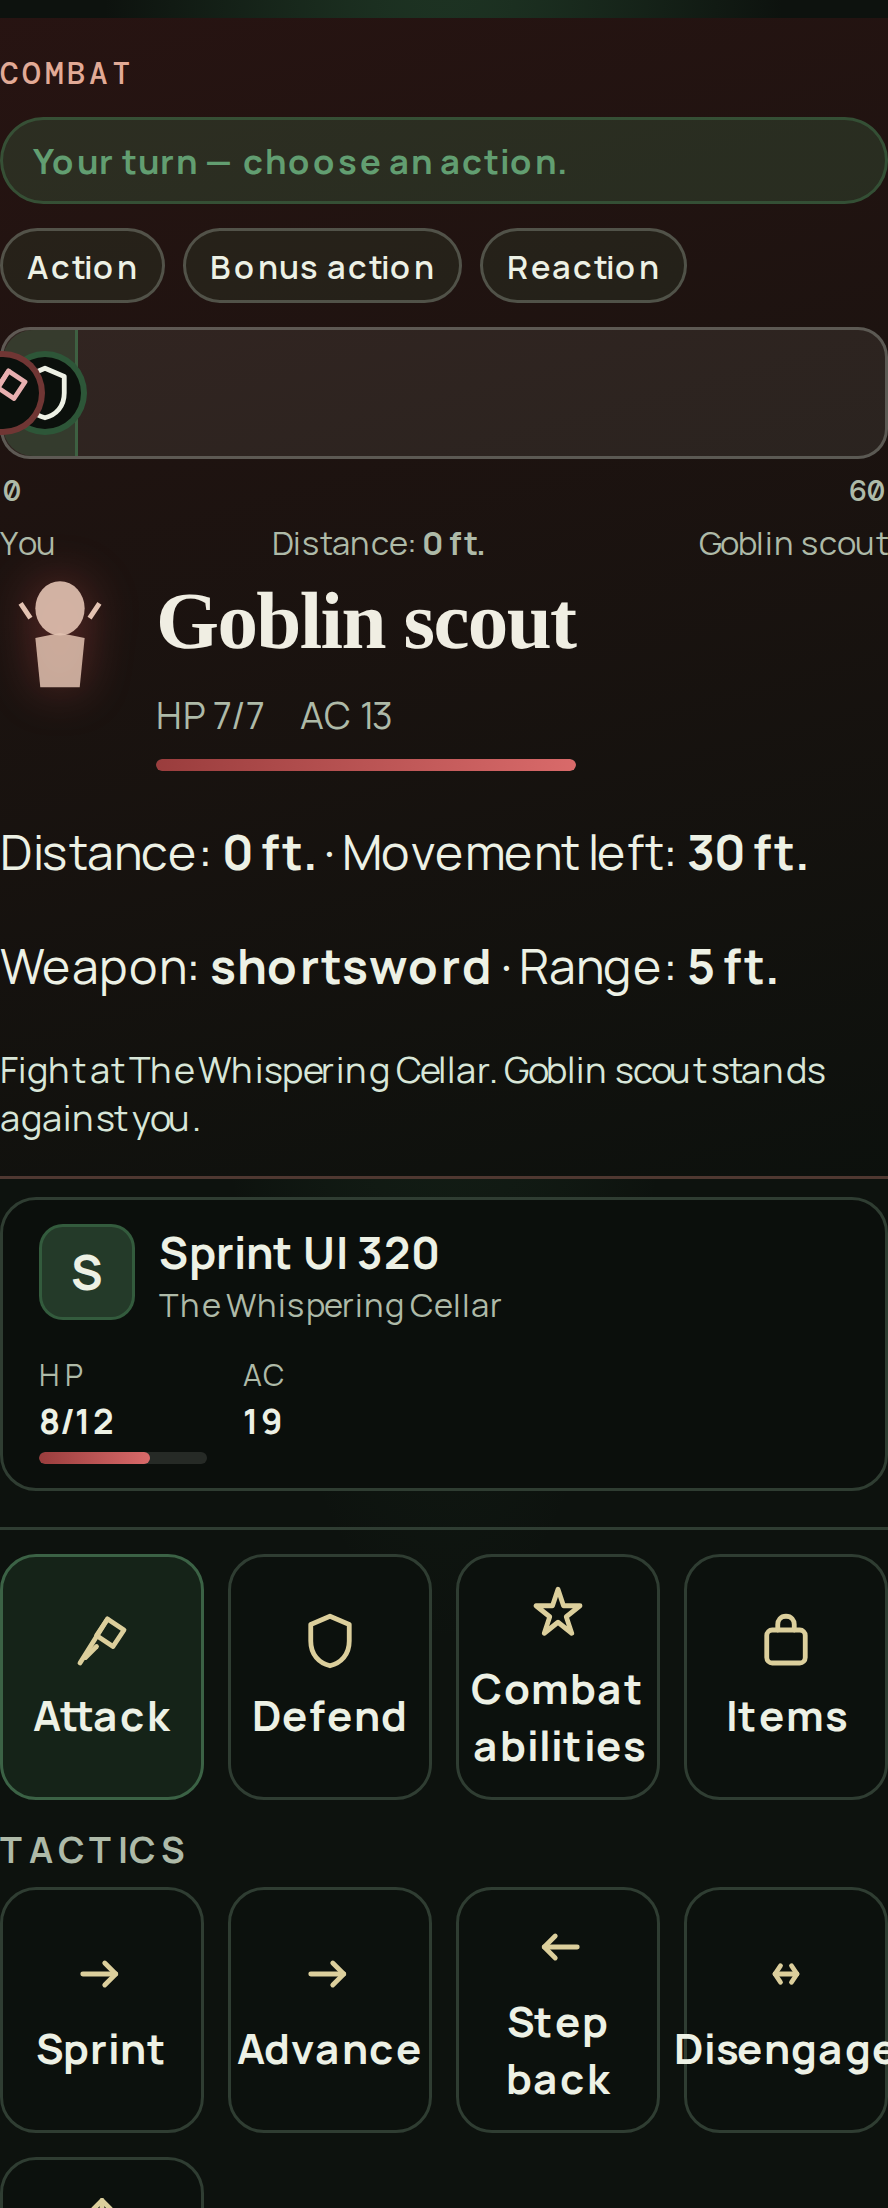 COMBAT
Your turn — choose an action.
Action Bonus action Reaction
0 60
You Distance: 0 ft. Goblin scout
Goblin scout
HP 7/7 AC 13
Distance: 0 ft. · Movement left: 30 ft.
Weapon: shortsword · Range: 5 ft.
Fight at The Whispering Cellar. Goblin scout stands
against you.
S
Sprint UI 320
The Whispering Cellar
HP AC
8/12 19
Attack Defend Combat abilities Items
TACTICS
Sprint Advance Step back Disengage